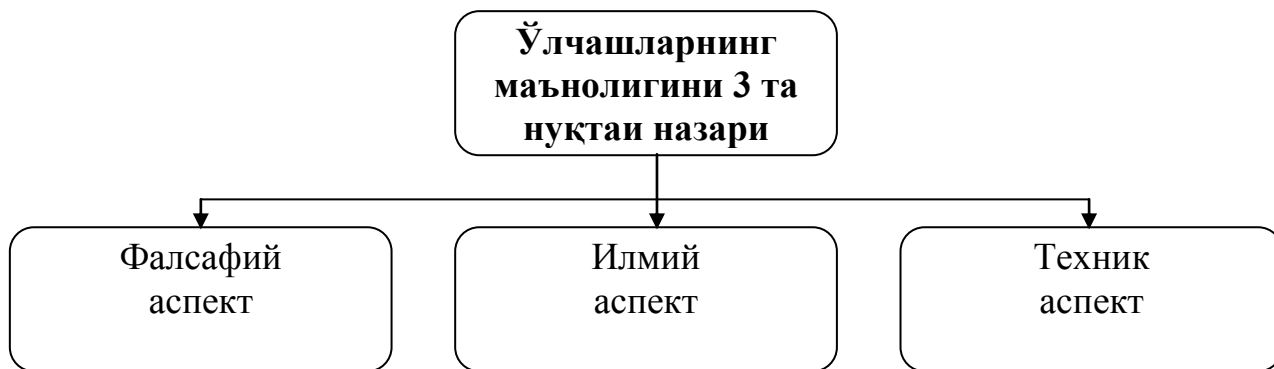 Ўлчашларнинг
маънолигини 3 та
нуқтаи назари
Фалсафий
аспект
Илмий
аспект
Техник
аспект